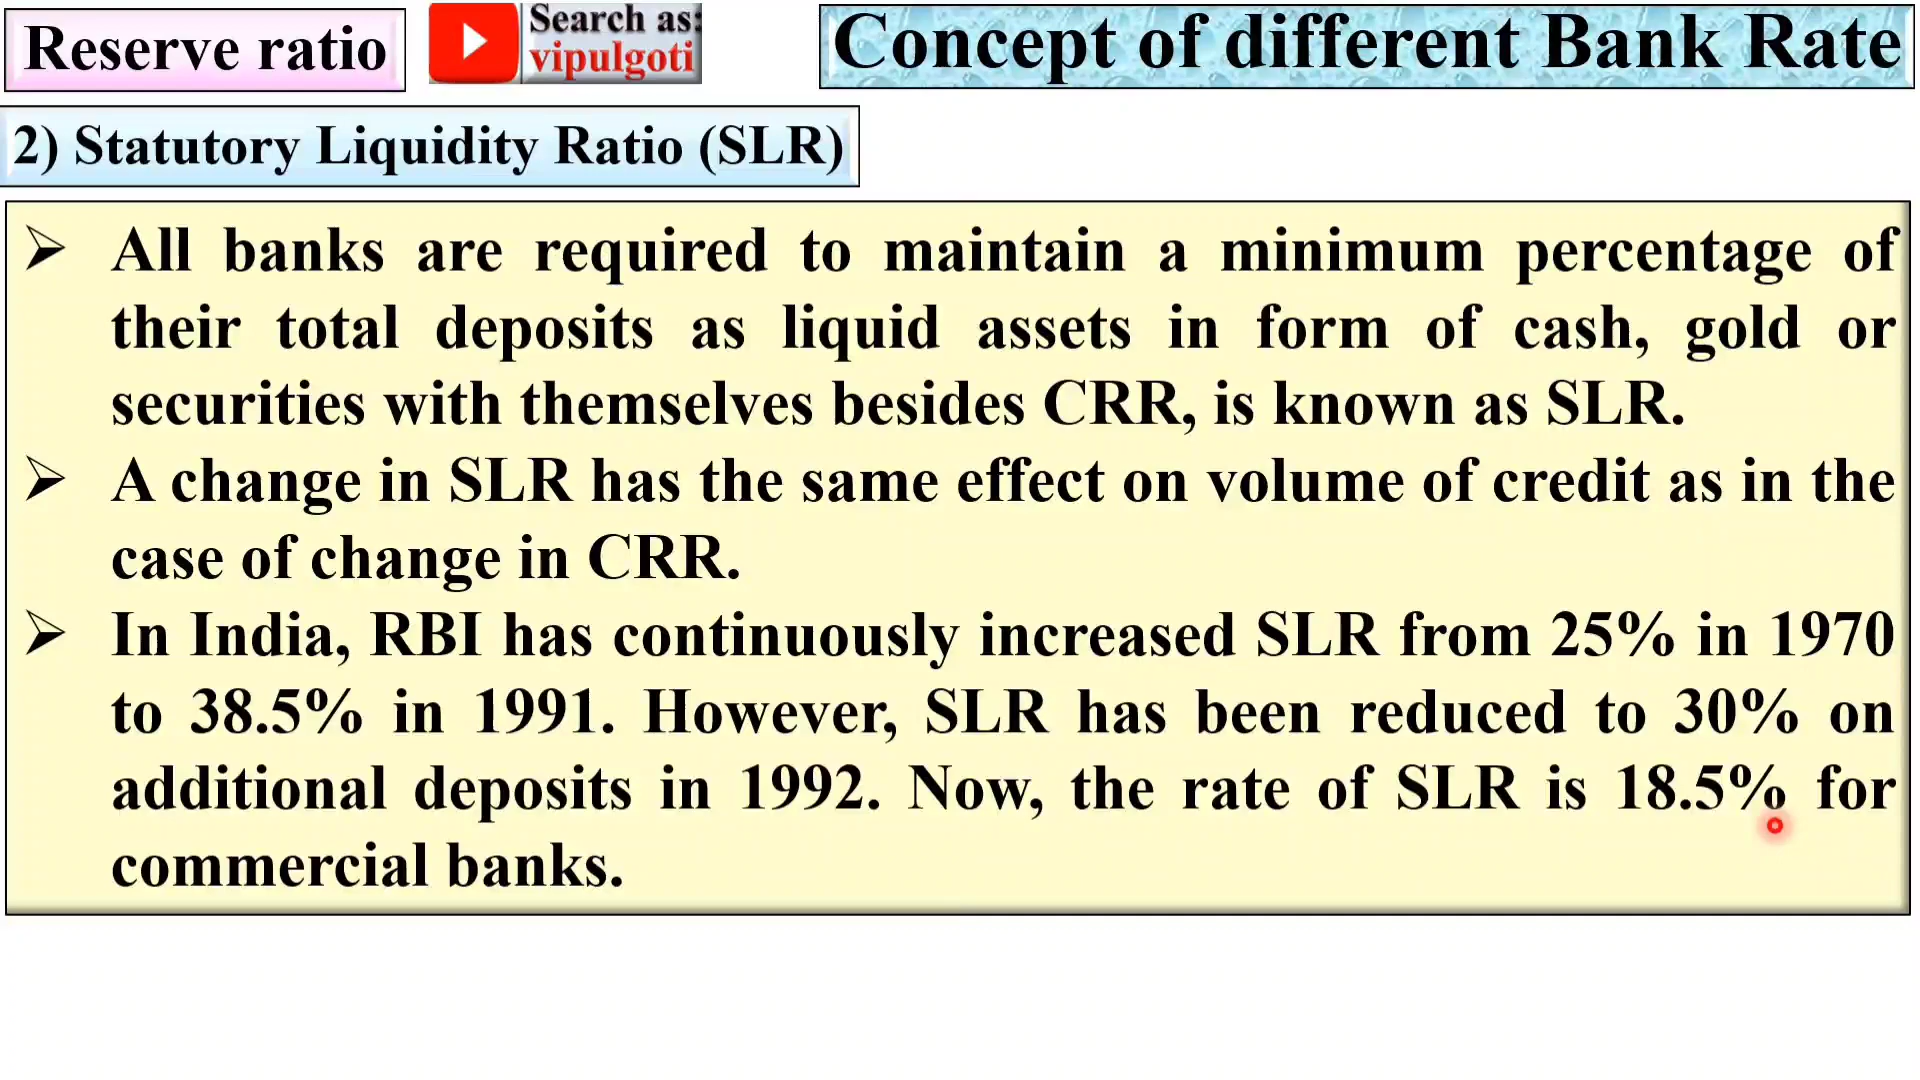 Reserve ratio
Search as:
vipulgoti
Concept of different Bank Rate
2) Statutory Liquidity Ratio (SLR)
➢ All banks are required to maintain a minimum percentage of
their total deposits as liquid assets in form of cash, gold or
securities with themselves besides CRR, is known as SLR.
➢ A change in SLR has the same effect on volume of credit as in the
case of change in CRR.
➢ In India, RBI has continuously increased SLR from 25% in 1970
to 38.5% in 1991. However, SLR has been reduced to 30% on
additional deposits in 1992. Now, the rate of SLR is 18.5% for
commercial banks.